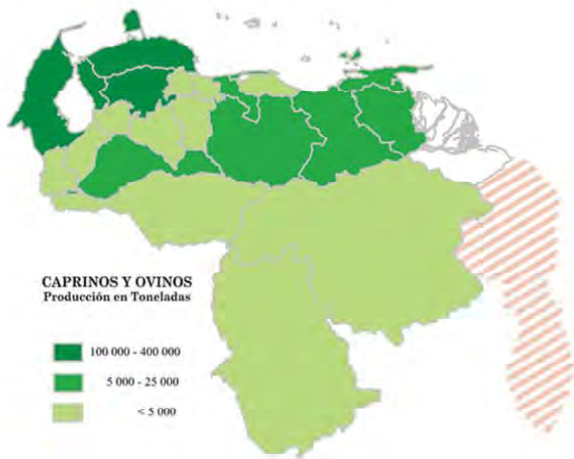 CAPRINOS Y OVINOS
Producción en Toneladas
100 000 - 400 000
5 000 - 25 000
< 5 000